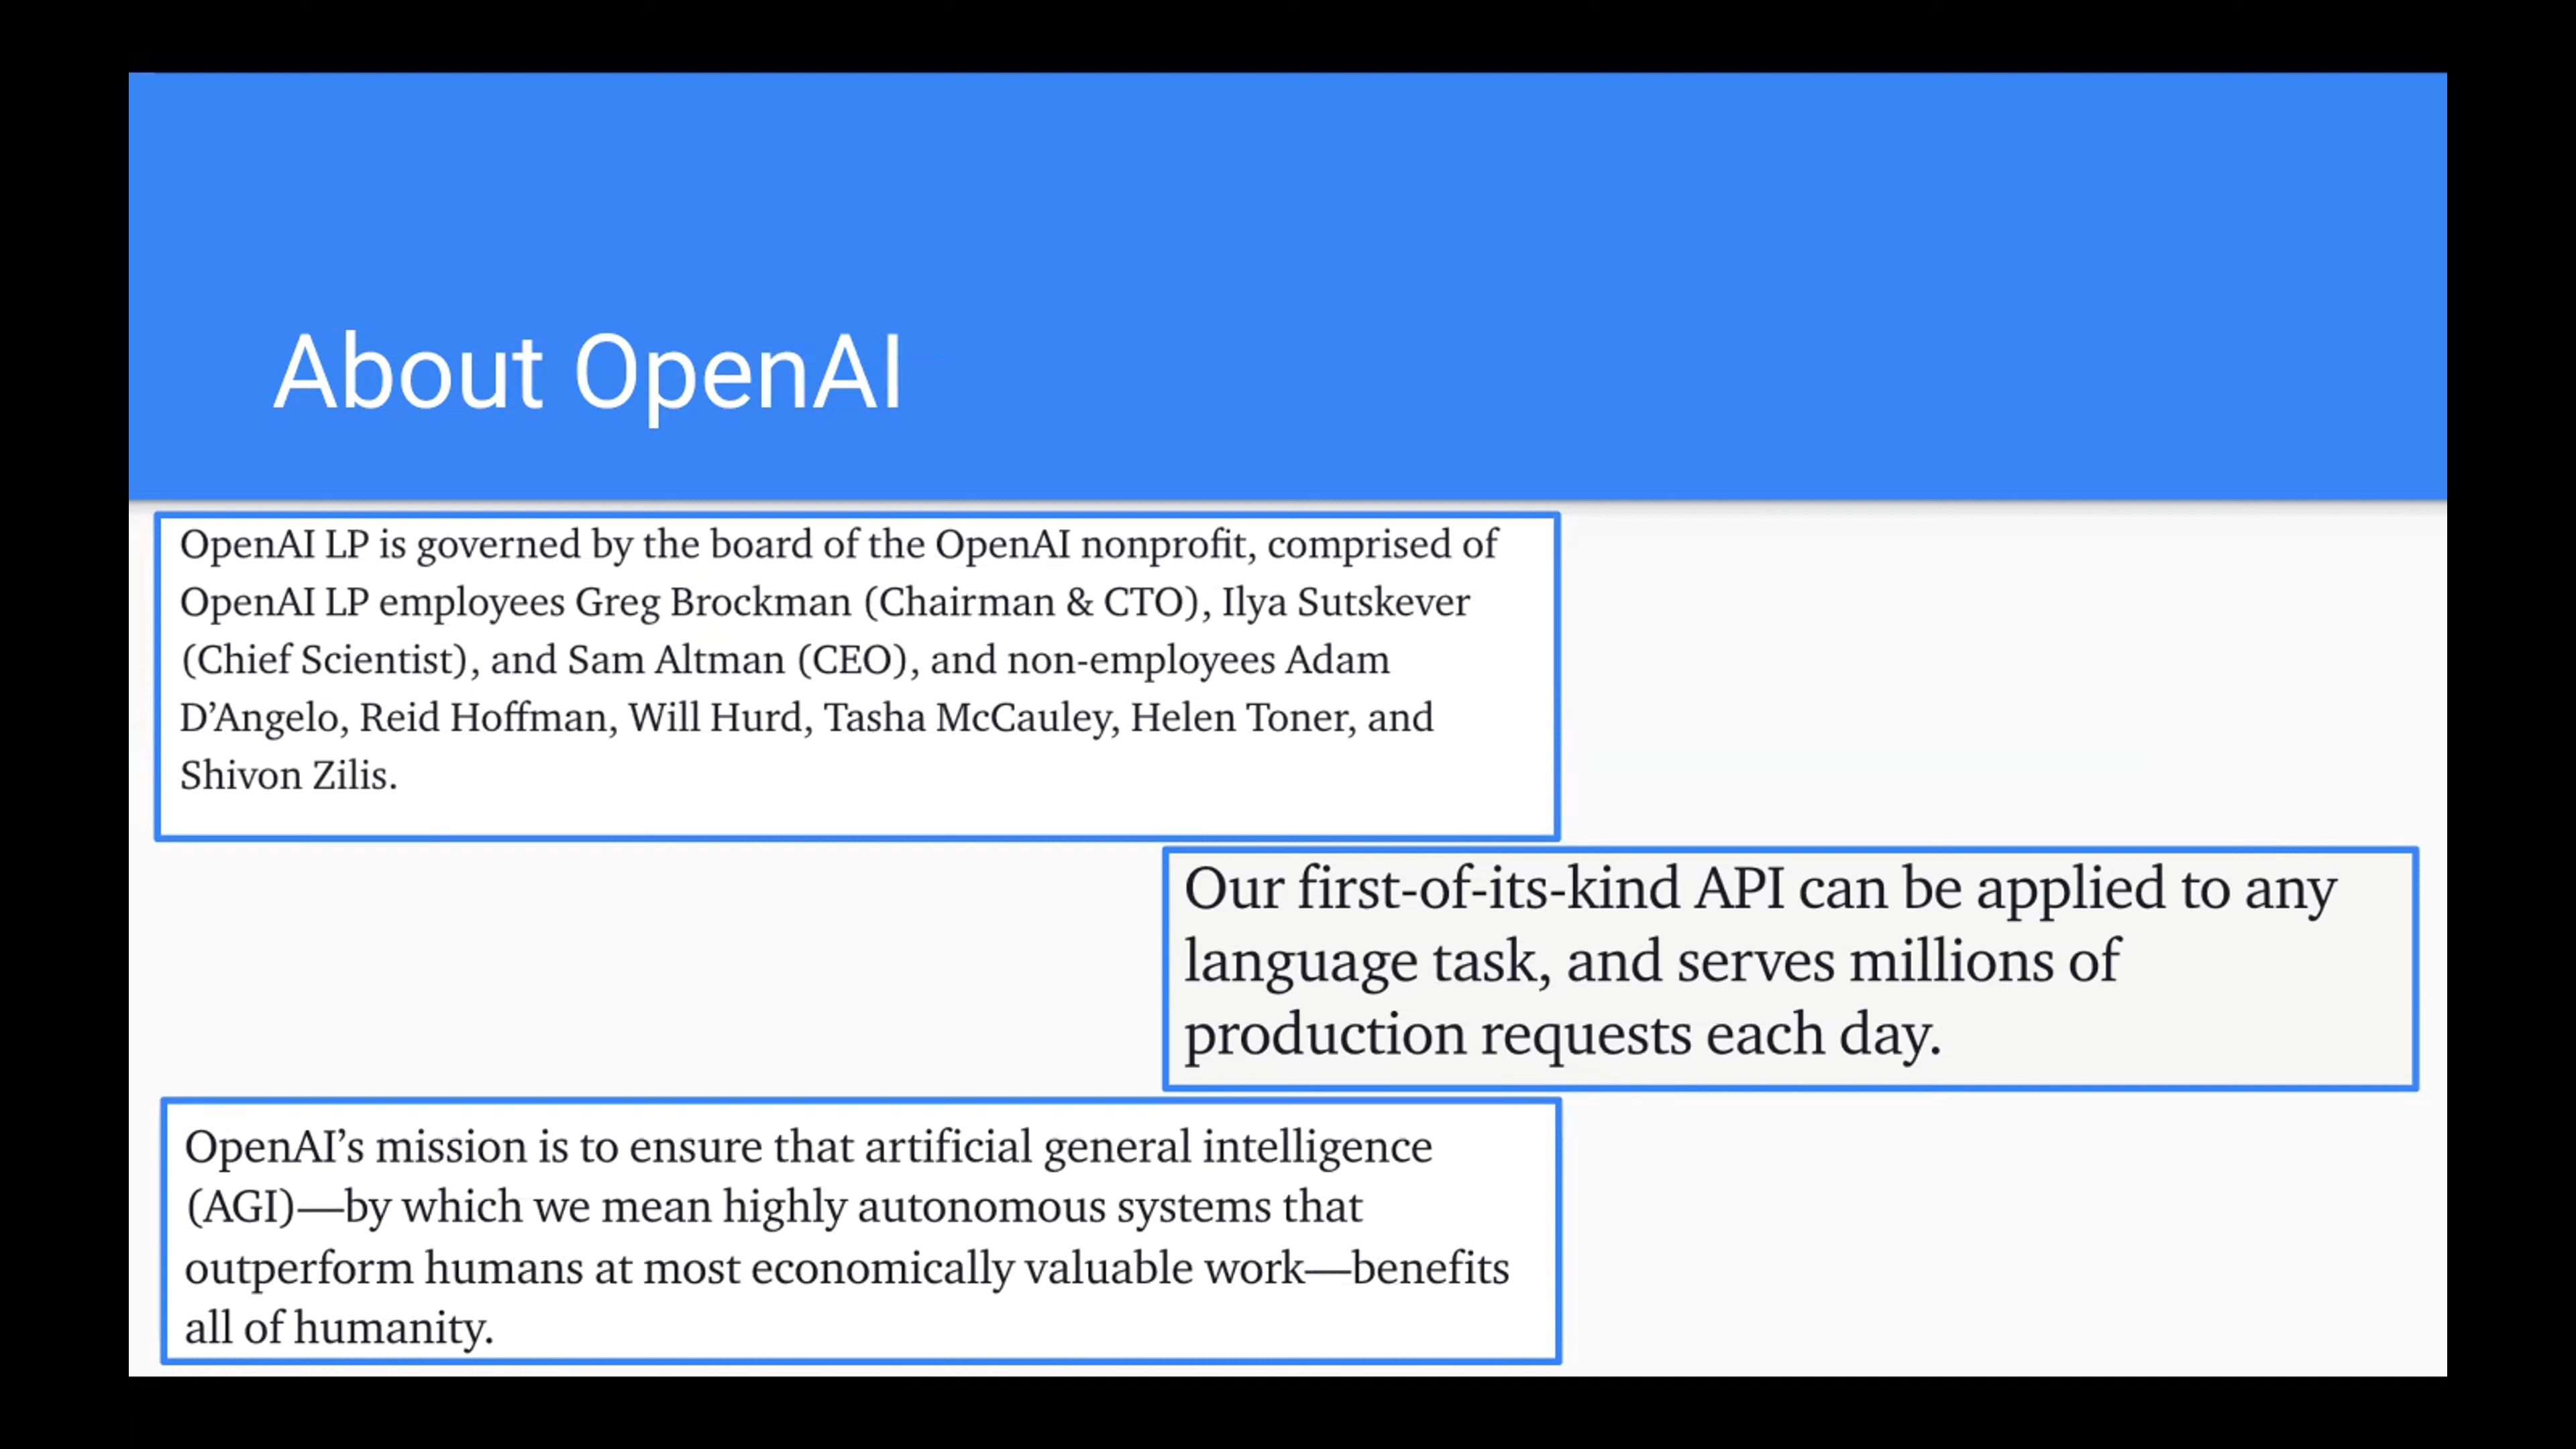 About OpenAI
OpenAI LP is governed by the board of the OpenAI nonprofit, comprised of
OpenAI LP employees Greg Brockman (Chairman & CTO), Ilya Sutskever
(Chief Scientist), and Sam Altman (CEO), and non-employees Adam
D’Angelo, Reid Hoffman, Will Hurd, Tasha McCauley, Helen Toner, and
Shivon Zilis.
Our first-of-its-kind API can be applied to any
language task, and serves millions of
production requests each day.
OpenAI’s mission is to ensure that artificial general intelligence
(AGI)—by which we mean highly autonomous systems that
outperform humans at most economically valuable work—benefits
all of humanity.